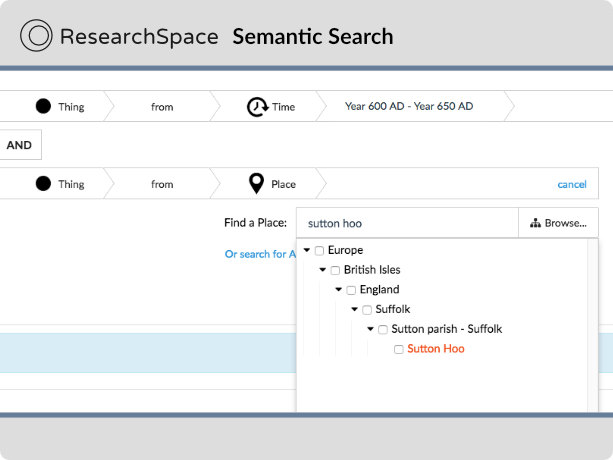 ResearchSpace Semantic Search
Thing from Time Year 600 AD - Year 650 AD
AND
Thing from Place cancel
Find a Place: sutton hoo Browse...
Or search for A
Europe
British Isles
England
Suffolk
Sutton parish - Suffolk
Sutton Hoo